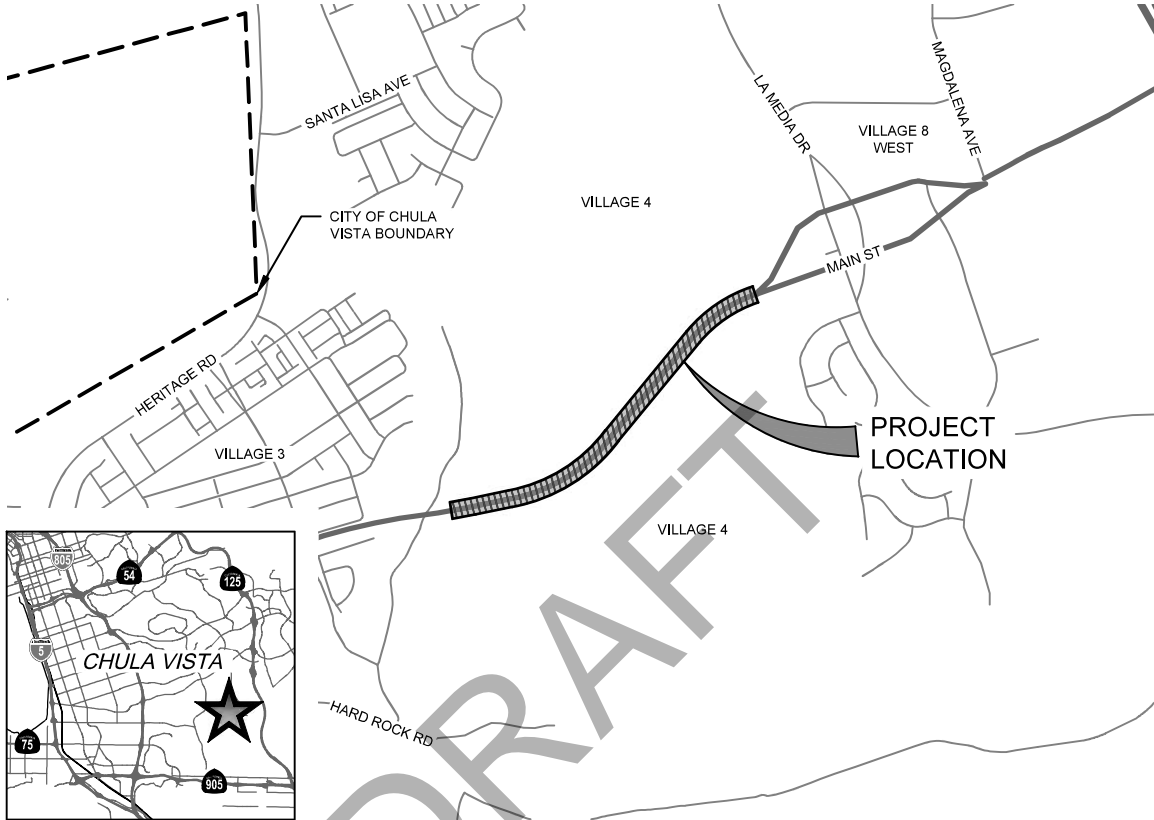 SANTA LISA AVE
LA MEDIA DR
MAGDALENA AVE
VILLAGE 8
WEST
VILLAGE 4
CITY OF CHULA
VISTA BOUNDARY
MAIN ST
HERITAGE RD
PROJECT
LOCATION
VILLAGE 3
VILLAGE 4
DRAFT
HARD ROCK RD
805
54
125
5
CHULA VISTA
75
905